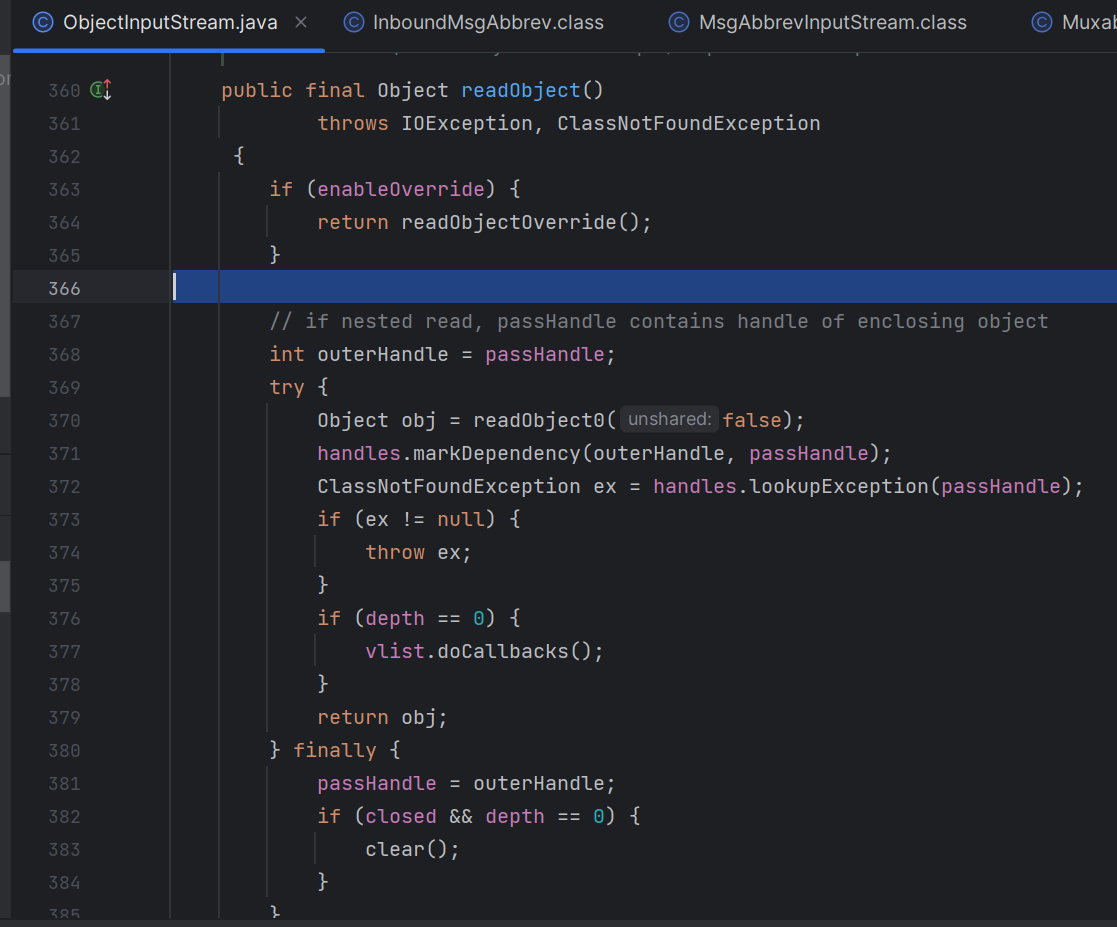 ObjectInputStream.java
InboundMsgAbbrev.class
MsgAbbrevInputStream.class
360 public final Object readObject()
361 throws IOException, ClassNotFoundException
362 {
363 if (enableOverride) {
364 return readObjectOverride();
365 }
366
367 // if nested read, passHandle contains handle of enclosing object
368 int outerHandle = passHandle;
369 try {
370 Object obj = readObject0( unshared: false);
371 handles.markDependency(outerHandle, passHandle);
372 ClassNotFoundException ex = handles.lookupException(passHandle);
373 if (ex != null) {
374 throw ex;
375 }
376 if (depth == 0) {
377 vlist.doCallbacks();
378 }
379 return obj;
380 } finally {
381 passHandle = outerHandle;
382 if (closed && depth == 0) {
383 clear();
384 }
385 }